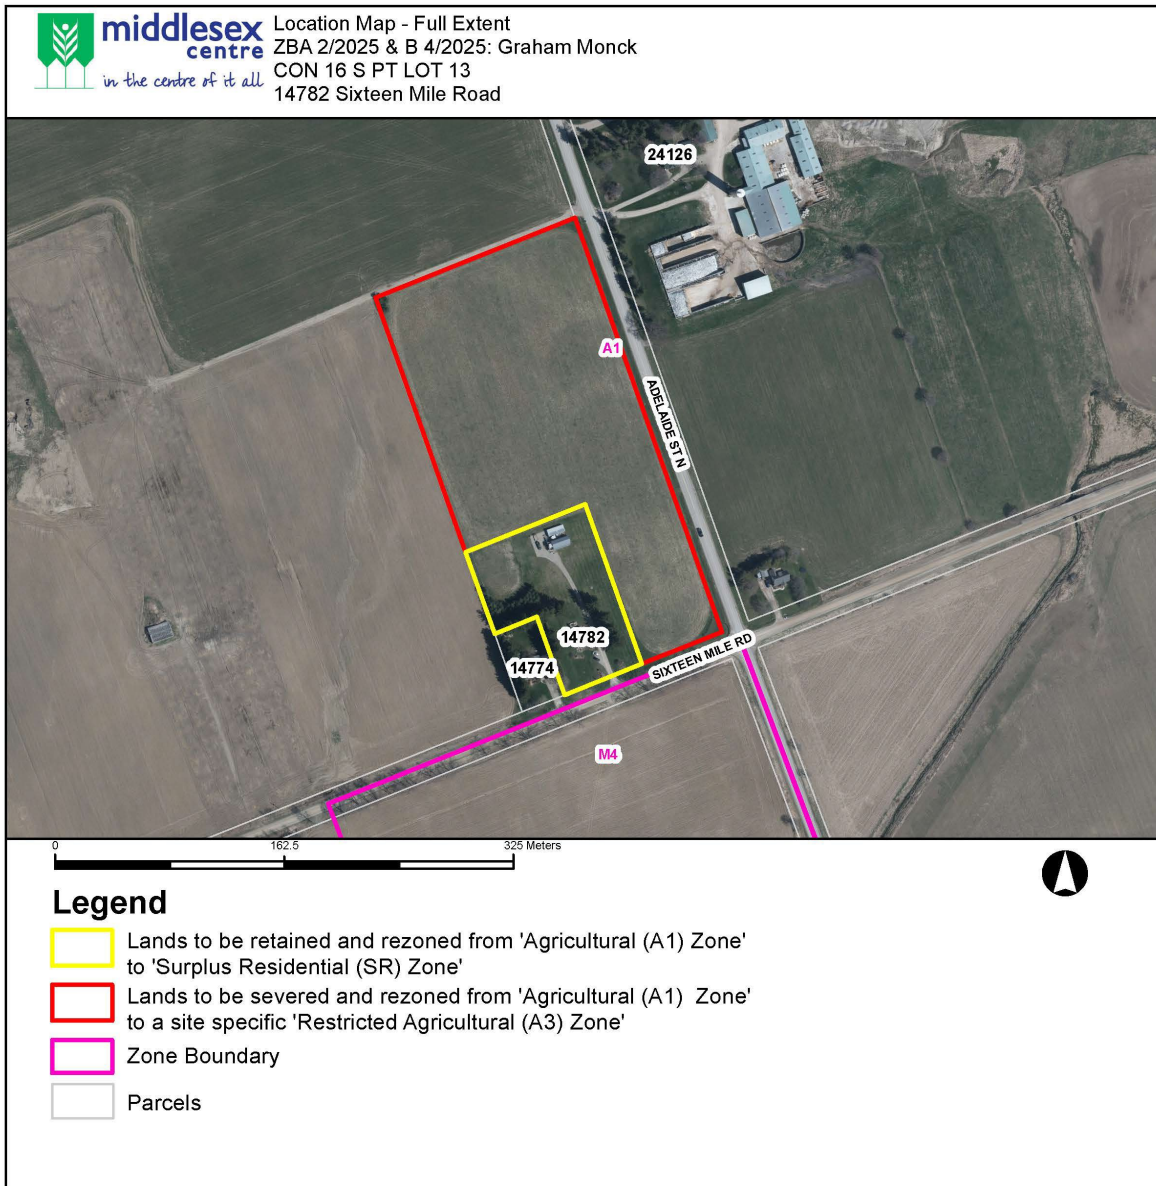 middlesex
centre
in the centre of it all
Location Map - Full Extent
ZBA 2/2025 & B 4/2025: Graham Monck
CON 16 S PT LOT 13
14782 Sixteen Mile Road
24126
A1
ADELAIDE ST N
14782
14774
SIXTEEN MILE RD
M4
0 162.5 325 Meters
Legend
Lands to be retained and rezoned from 'Agricultural (A1) Zone'
to 'Surplus Residential (SR) Zone'
Lands to be severed and rezoned from 'Agricultural (A1) Zone'
to a site specific 'Restricted Agricultural (A3) Zone'
Zone Boundary
Parcels